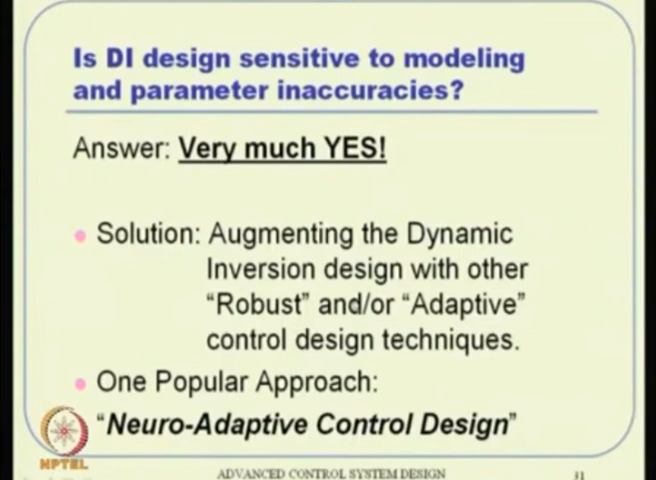 Is DI design sensitive to modeling
and parameter inaccuracies?
Answer: Very much YES!
Solution: Augmenting the Dynamic
Inversion design with other
“Robust” and/or “Adaptive”
control design techniques.
One Popular Approach:
“Neuro-Adaptive Control Design”
NPTEL
ADVANCED CONTROL SYSTEM DESIGN
31